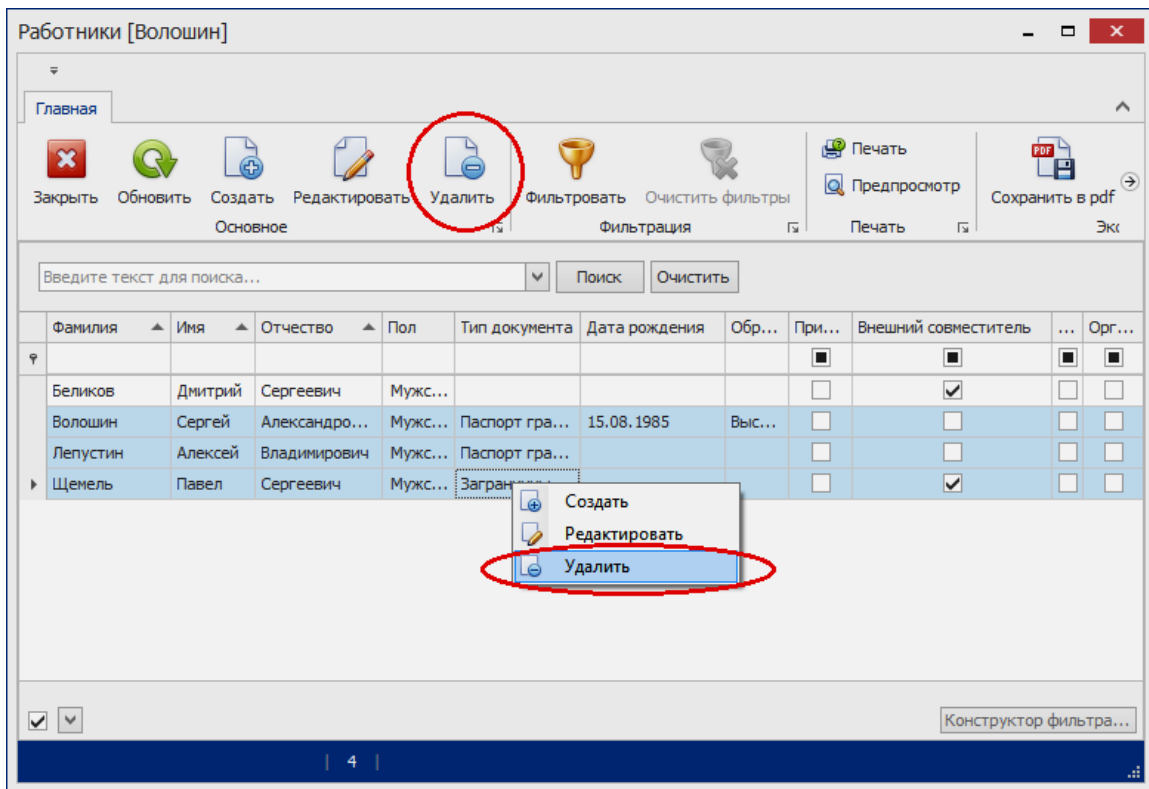 Работники [Волошин]
Главная
Закрыть Обновить Создать Редактировать Удалить Фильтровать Очистить фильтры Печать Предпросмотр Сохранить в pdf
Основное Фильтрация Печать Экс
Введите текст для поиска... Поиск Очистить
Фамилия Имя Отчество Пол Тип документа Дата рождения Обр... При... Внешний совместитель ... Орг...
Беликов Дмитрий Сергеевич Мужс...
Волошин Сергей Александро... Мужс... Паспорт гра... 15.08.1985 Выс...
Лепустин Алексей Владимирович Мужс... Паспорт гра...
Щемель Павел Сергеевич Мужс...
Создать
Редактировать
Удалить
Конструктор фильтра...
4